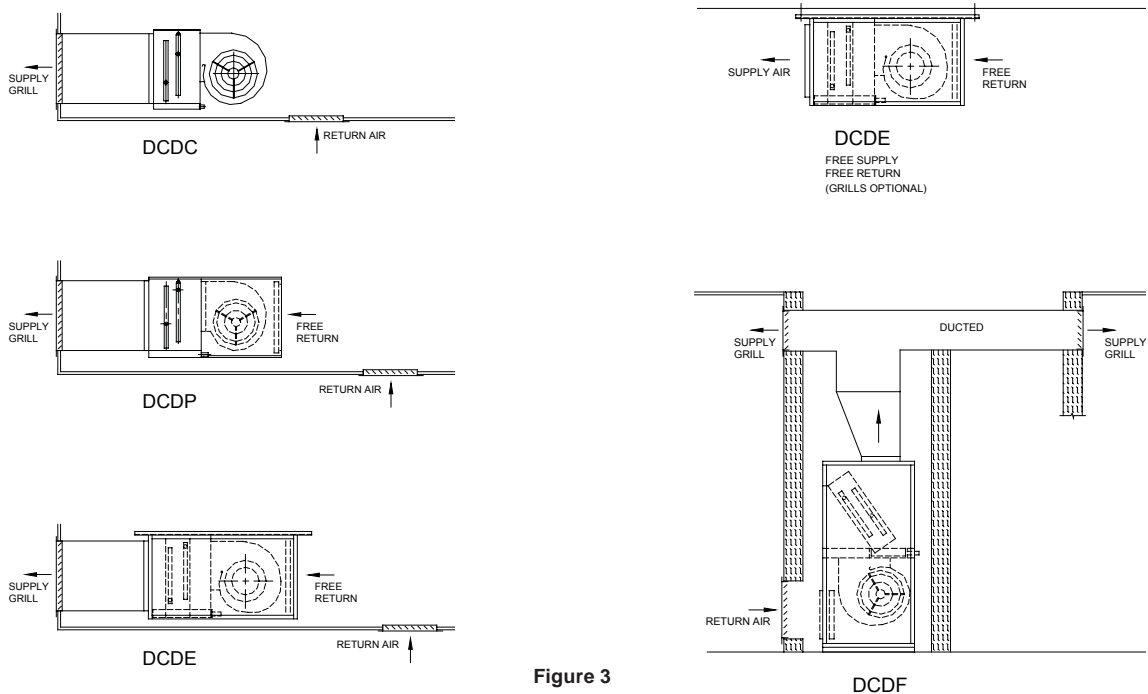 SUPPLY
GRILL
RETURN AIR
DCDC
SUPPLY
GRILL
FREE
RETURN
RETURN AIR
DCDP
SUPPLY
GRILL
FREE
RETURN
RETURN AIR
DCDE
SUPPLY AIR
FREE
RETURN
DCDE
FREE SUPPLY
FREE RETURN
(GRILLS OPTIONAL)
DUCTED
SUPPLY
GRILL
SUPPLY
GRILL
RETURN AIR
DCDF
Figure 3